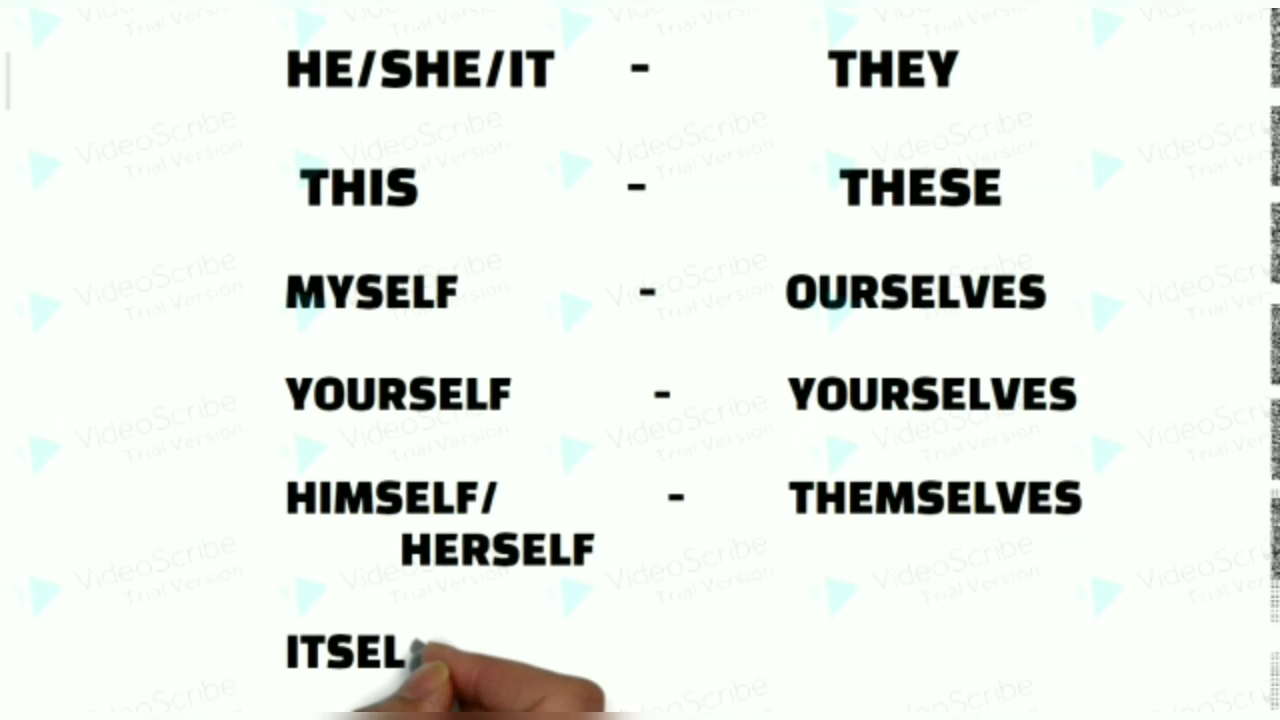 HE/SHE/IT - THEY
THIS - THESE
MYSELF - OURSELVES
YOURSELF - YOURSELVES
HIMSELF/ - THEMSELVES
HERSELF
ITSEL
VideoScribe
Trial Version